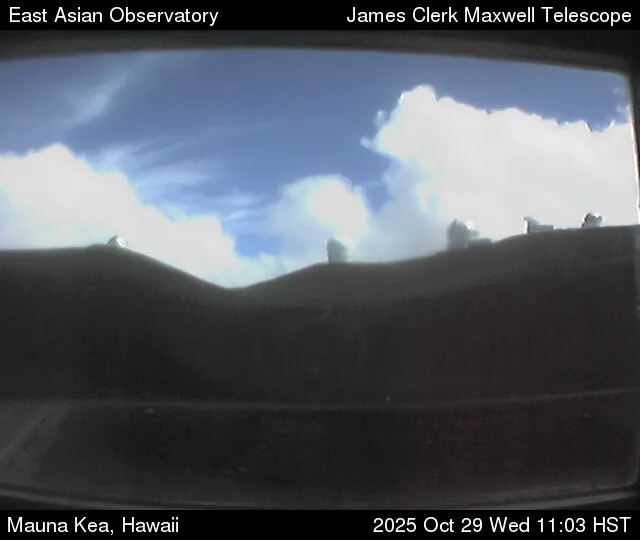 East Asian Observatory
James Clerk Maxwell Telescope
Mauna Kea, Hawaii
2025 Oct 29 Wed 11:03 HST